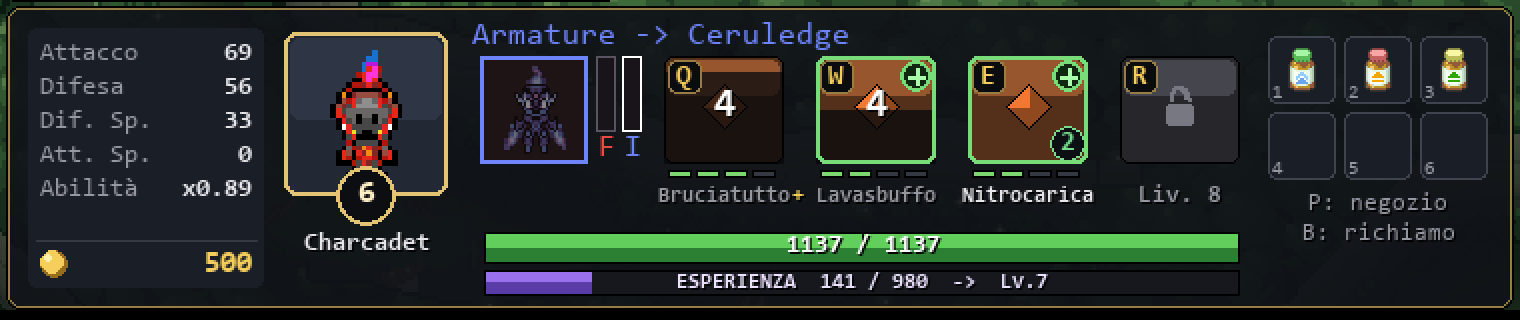 Attacco 69
Difesa 56
Dif. Sp. 33
Att. Sp. 0
Abilità x0.89
500
6
Charcadet
Armature -> Ceruledge
F I
Q 4
W 4
E 2
R
Bruciatutto+ Lavasbuffo Nitrocarica Liv. 8
1137 / 1137
ESPERIENZA 141 / 980 -> Lv.7
1 2 3
4 5 6
P: negozio
B: richiamo